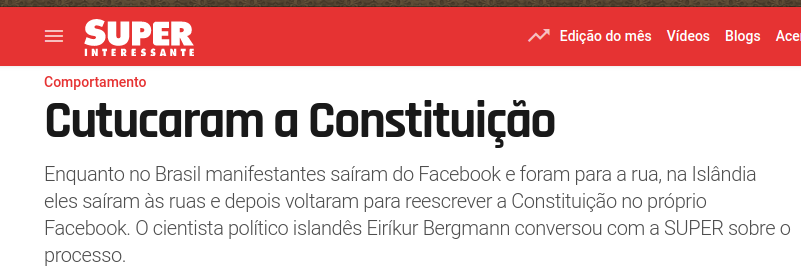 SUPER
INTERESSANTE
Edição do mês Vídeos Blogs
Comportamento
Cutucaram a Constituição
Enquanto no Brasil manifestantes saíram do Facebook e foram para a rua, na Islândia
eles saíram às ruas e depois voltaram para reescrever a Constituição no próprio
Facebook. O cientista político islandês Eiríkur Bergmann conversou com a SUPER sobre o
processo.